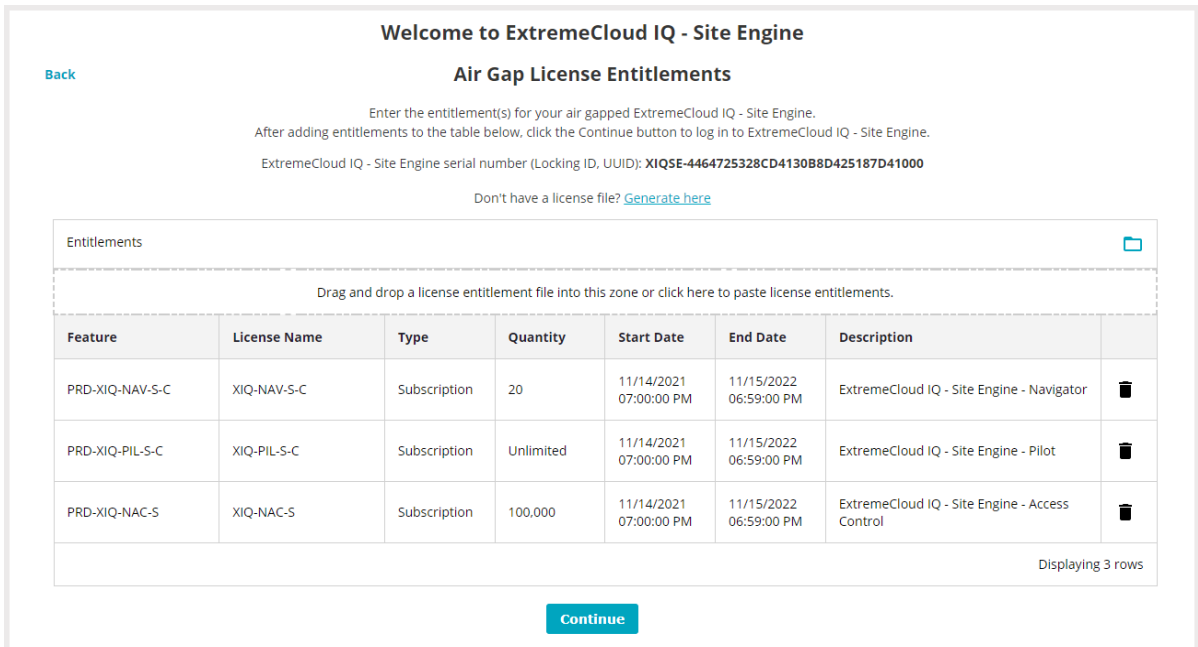 Welcome to ExtremeCloud IQ - Site Engine
Back
Air Gap License Entitlements
Enter the entitlement(s) for your air gapped ExtremeCloud IQ - Site Engine.
After adding entitlements to the table below, click the Continue button to log in to ExtremeCloud IQ - Site Engine.
ExtremeCloud IQ - Site Engine serial number (Locking ID, UUID): XIQSE-4464725328CD4130B8D425187D41000
Don't have a license file? Generate here
Entitlements
Drag and drop a license entitlement file into this zone or click here to paste license entitlements.
Feature License Name Type Quantity Start Date End Date Description
PRD-XIQ-NAV-S-C XIQ-NAV-S-C Subscription 20 11/14/2021 07:00:00 PM 11/15/2022 06:59:00 PM ExtremeCloud IQ - Site Engine - Navigator
PRD-XIQ-PIL-S-C XIQ-PIL-S-C Subscription Unlimited 11/14/2021 07:00:00 PM 11/15/2022 06:59:00 PM ExtremeCloud IQ - Site Engine - Pilot
PRD-XIQ-NAC-S XIQ-NAC-S Subscription 100,000 11/14/2021 07:00:00 PM 11/15/2022 06:59:00 PM ExtremeCloud IQ - Site Engine - Access Control
Displaying 3 rows
Continue